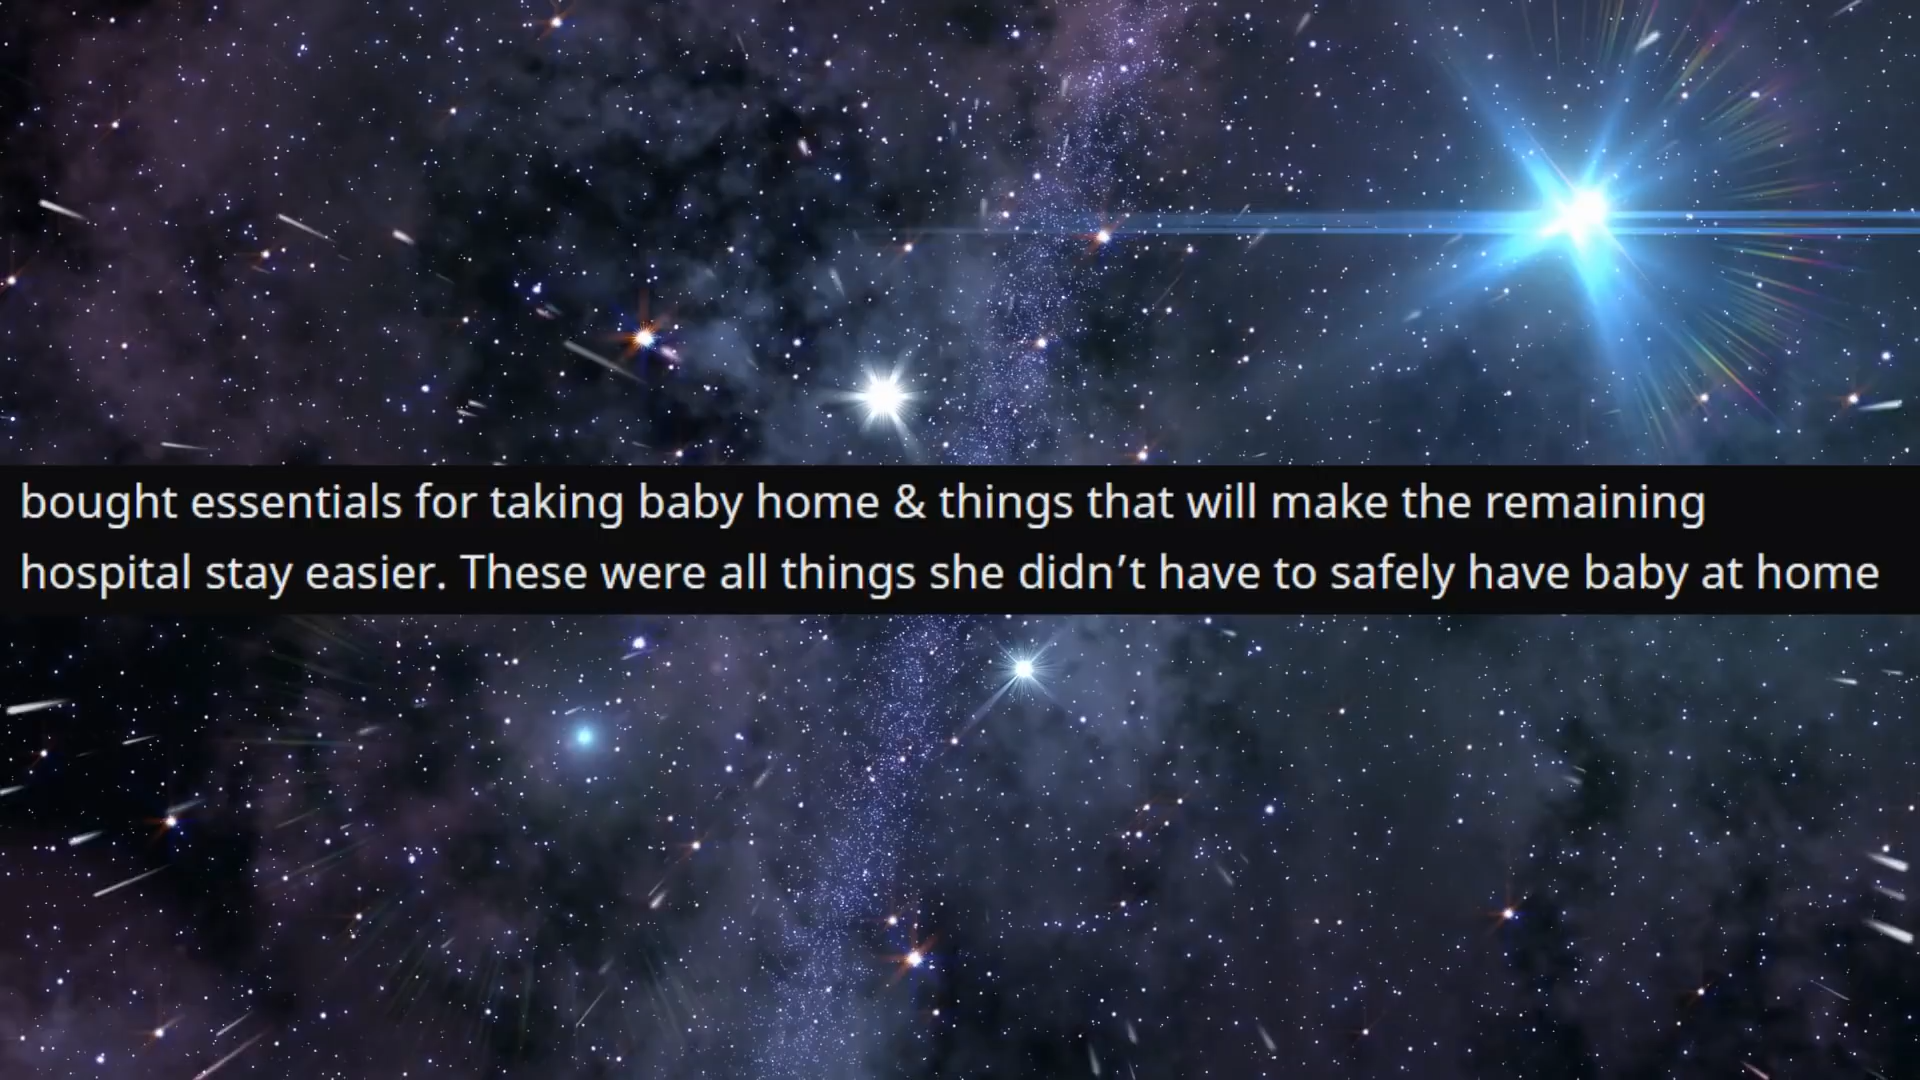 bought essentials for taking baby home & things that will make the remaining
hospital stay easier. These were all things she didn’t have to safely have baby at home